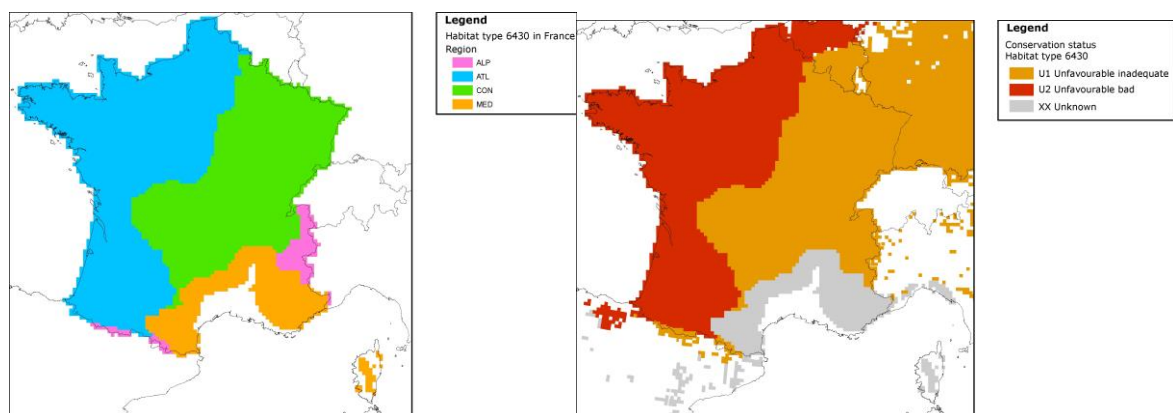 Legend
Habitat type 6430 in France
Region
ALP
ATL
CON
MED
Legend
Conservation status
Habitat type 6430
U1 Unfavourable inadequate
U2 Unfavourable bad
XX Unknown